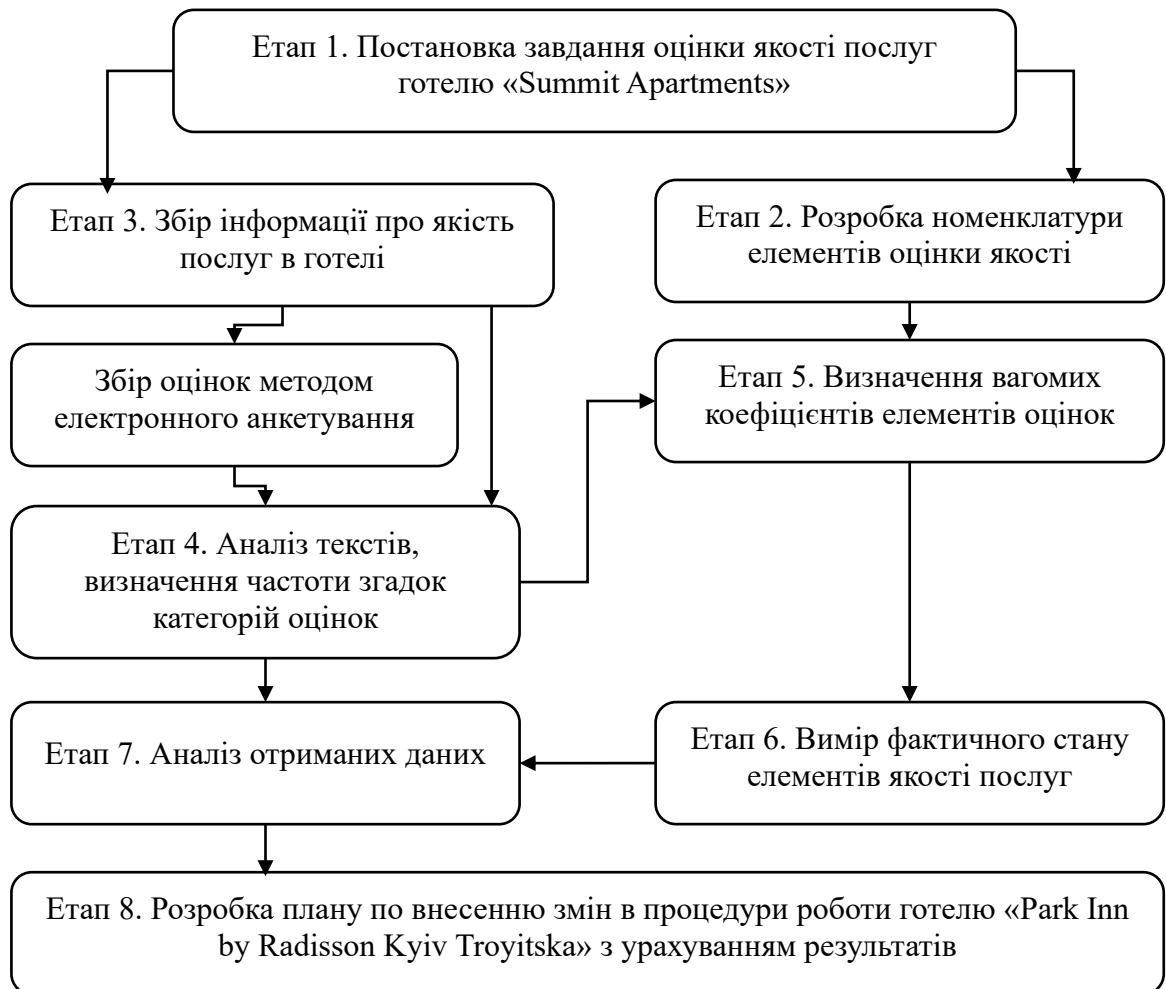 Етап 1. Постановка завдання оцінки якості послуг
готелю «Summit Apartments»
Етап 3. Збір інформації про якість
послуг в готелі
Етап 2. Розробка номенклатури
елементів оцінки якості
Збір оцінок методом
електронного анкетування
Етап 5. Визначення вагомих
коефіцієнтів елементів оцінок
Етап 4. Аналіз текстів,
визначення частоти згадок
категорій оцінок
Етап 7. Аналіз отриманих даних
Етап 6. Вимір фактичного стану
елементів якості послуг
Етап 8. Розробка плану по внесенню змін в процедури роботи готелю «Park Inn
by Radisson Kyiv Troyitska» з урахуванням результатів